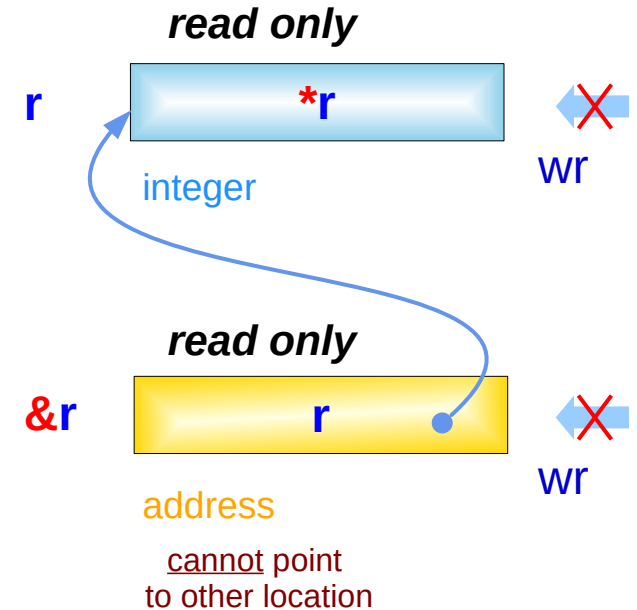 read only
r
*r
wr
integer
read only
&r
r
wr
address
cannot point
to other location